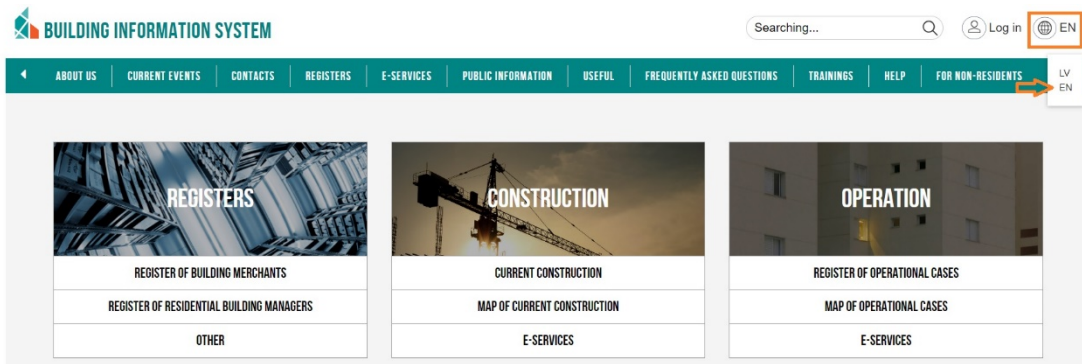 BUILDING INFORMATION SYSTEM
Searching...
Log in
EN
ABOUT US
CURRENT EVENTS
CONTACTS
REGISTERS
E-SERVICES
PUBLIC INFORMATION
USEFUL
FREQUENTLY ASKED QUESTIONS
TRAININGS
HELP
FOR NON-RESIDENTS
LV
EN
REGISTERS
CONSTRUCTION
OPERATION
REGISTER OF BUILDING MERCHANTS
CURRENT CONSTRUCTION
REGISTER OF OPERATIONAL CASES
REGISTER OF RESIDENTIAL BUILDING MANAGERS
MAP OF CURRENT CONSTRUCTION
MAP OF OPERATIONAL CASES
OTHER
E-SERVICES
E-SERVICES